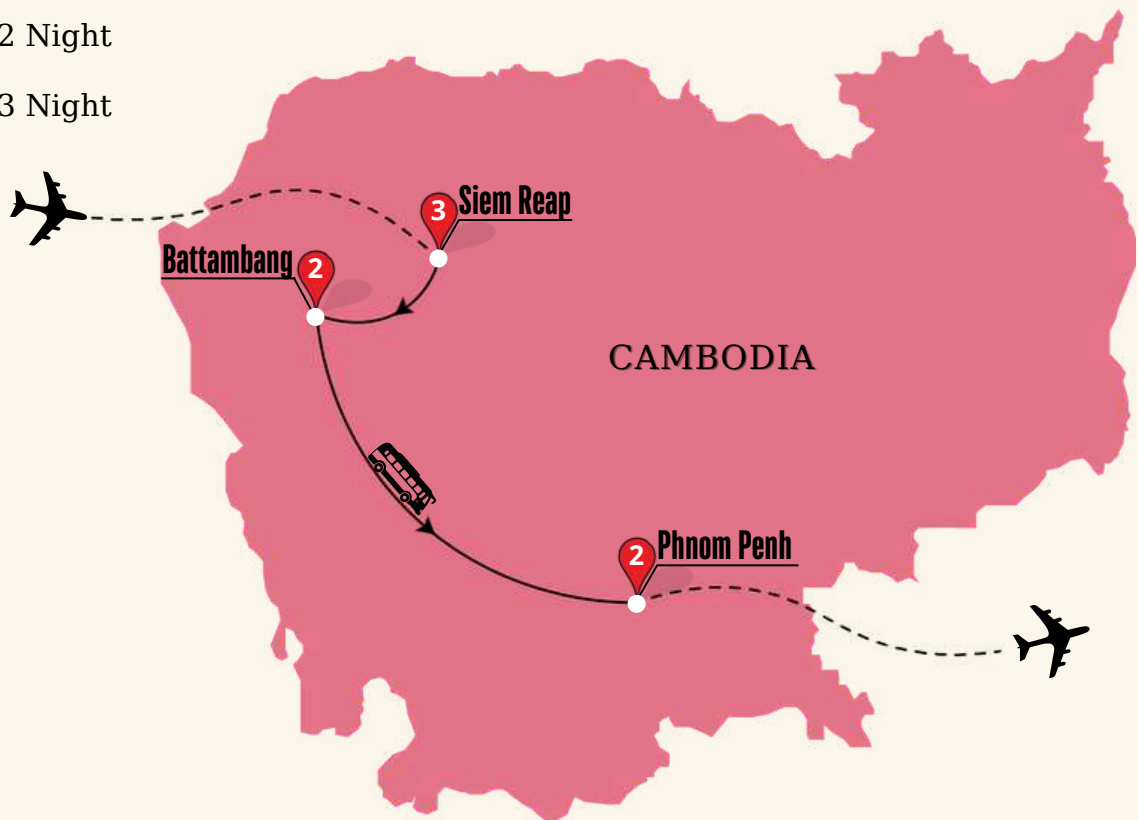 2 Night
3 Night
3 Siem Reap
Battambang 2
CAMBODIA
2 Phnom Penh